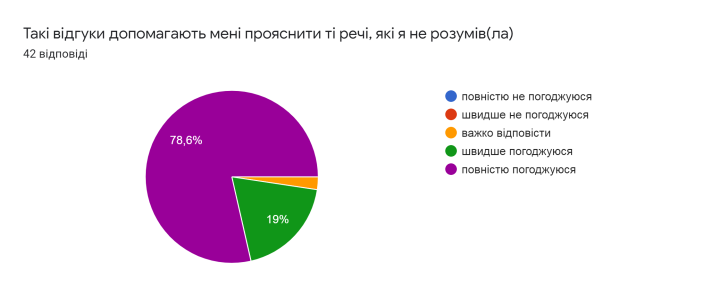 Такі відгуки допомагають мені прояснити ті речі, які я не розумів(ла)
42 відповіді
78,6%
19%
повністю не погоджуюся
швидше не погоджуюся
важко відповісти
швидше погоджуюся
повністю погоджуюся